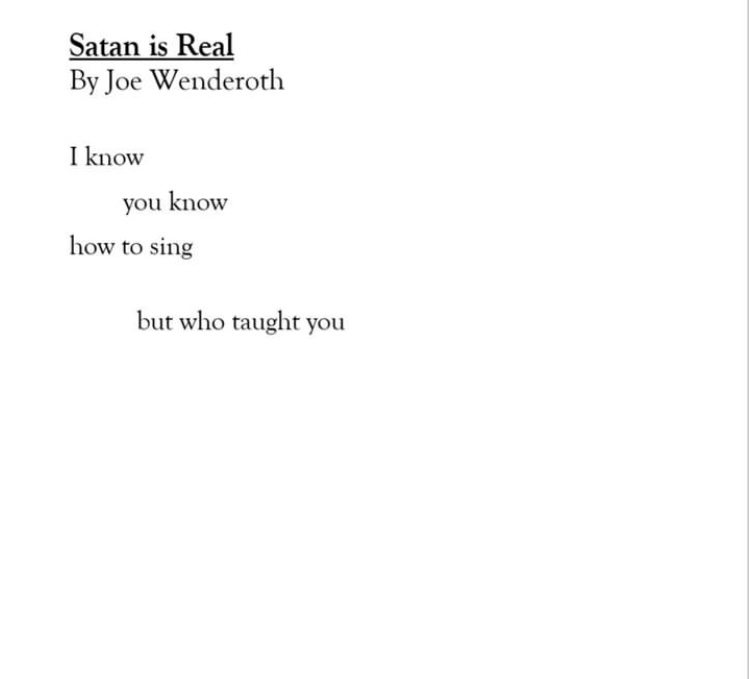 Satan is Real
By Joe Wenderoth
I know
you know
how to sing
but who taught you